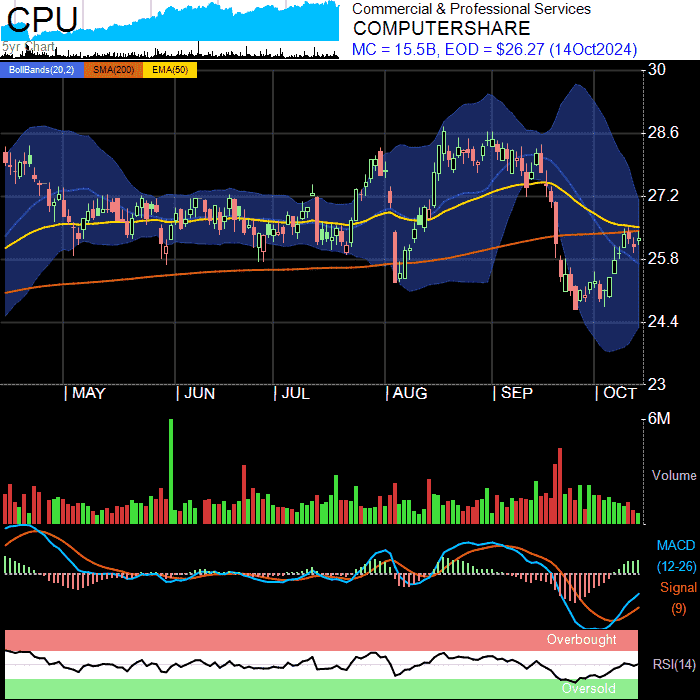 CPU
5yr Chart
Commercial & Professional Services
COMPUTERSHARE
MC = 15.5B, EOD = $26.27 (14Oct2024)
BollBands(20,2) SMA(200) EMA(50)
30
28.6
27.2
25.8
24.4
23
MAY JUN JUL AUG SEP OCT
6M
Volume
MACD
(12-26)
Signal
(9)
Overbought
RSI(14)
Oversold